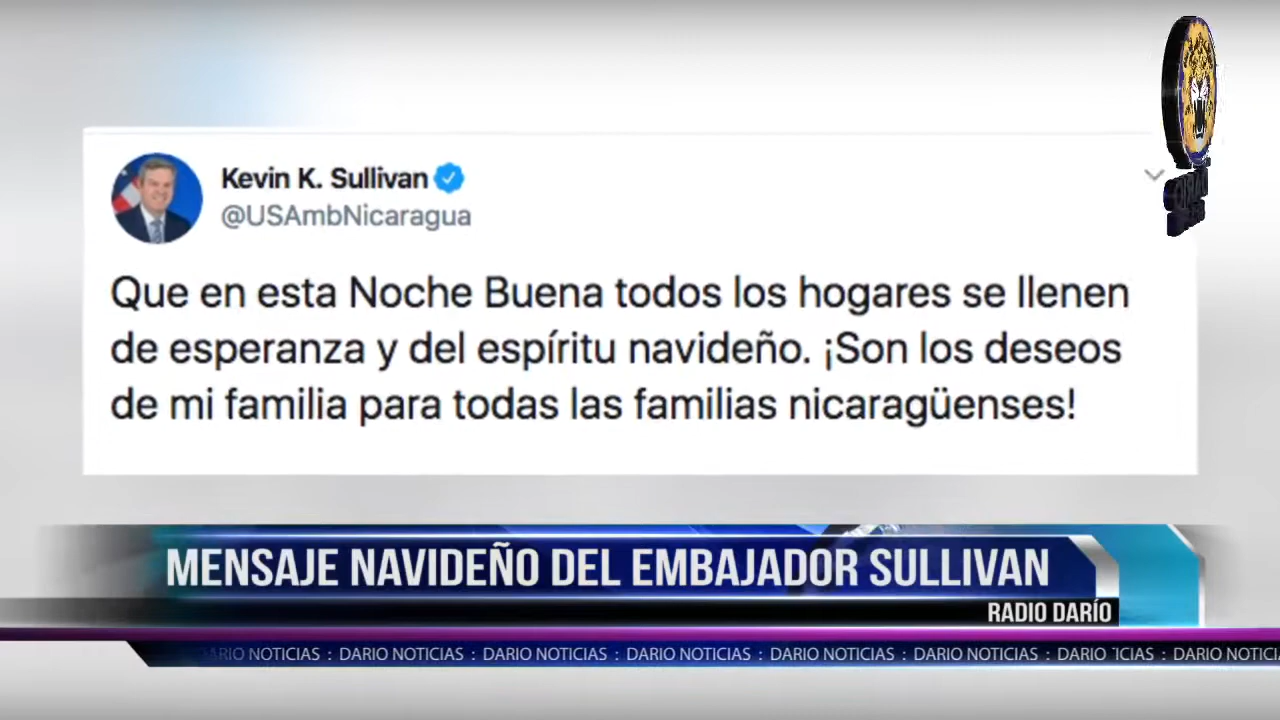 Kevin K. Sullivan
@USAmbNicaragua
Que en esta Noche Buena todos los hogares se llenen
de esperanza y del espíritu navideño. ¡Son los deseos
de mi familia para todas las familias nicaragüenses!
MENSAJE NAVIDEÑO DEL EMBAJADOR SULLIVAN
RADIO DARÍO
NOTICIAS : DARIO NOTICIAS : DARIO NOTICIAS : DARIO NOTICIAS : DARIO NOTICIAS : DARIO NOTICIAS : DARIO : DARIO